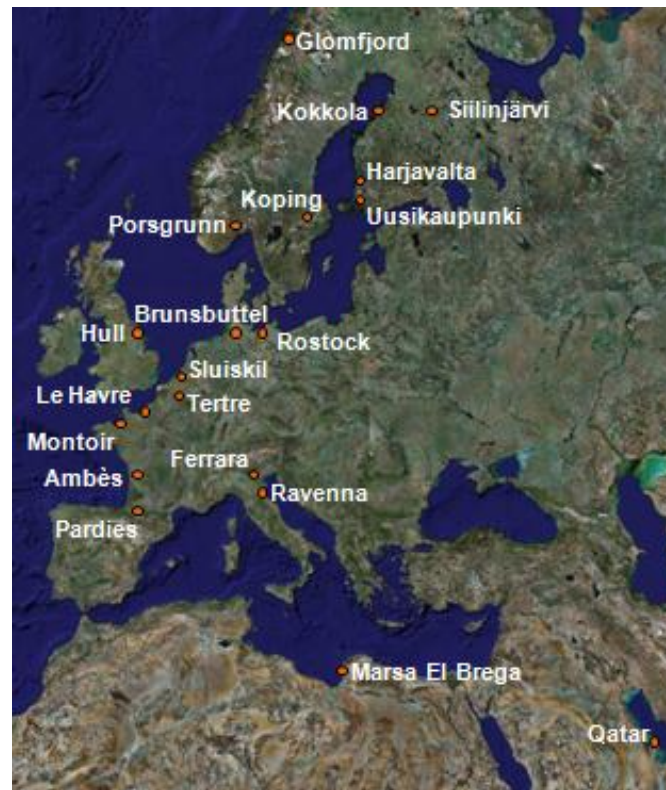 Glomfjord
Kokkola
Siilinjärvi
Harjavalta
Koping
Uusikaupunki
Porsgrunn
Brunsbuttel
Hull
Rostock
Sluiskil
Le Havre
Tertre
Montoir
Ferrara
Ambès
Ravenna
Pardies
Marsa El Brega
Qatar